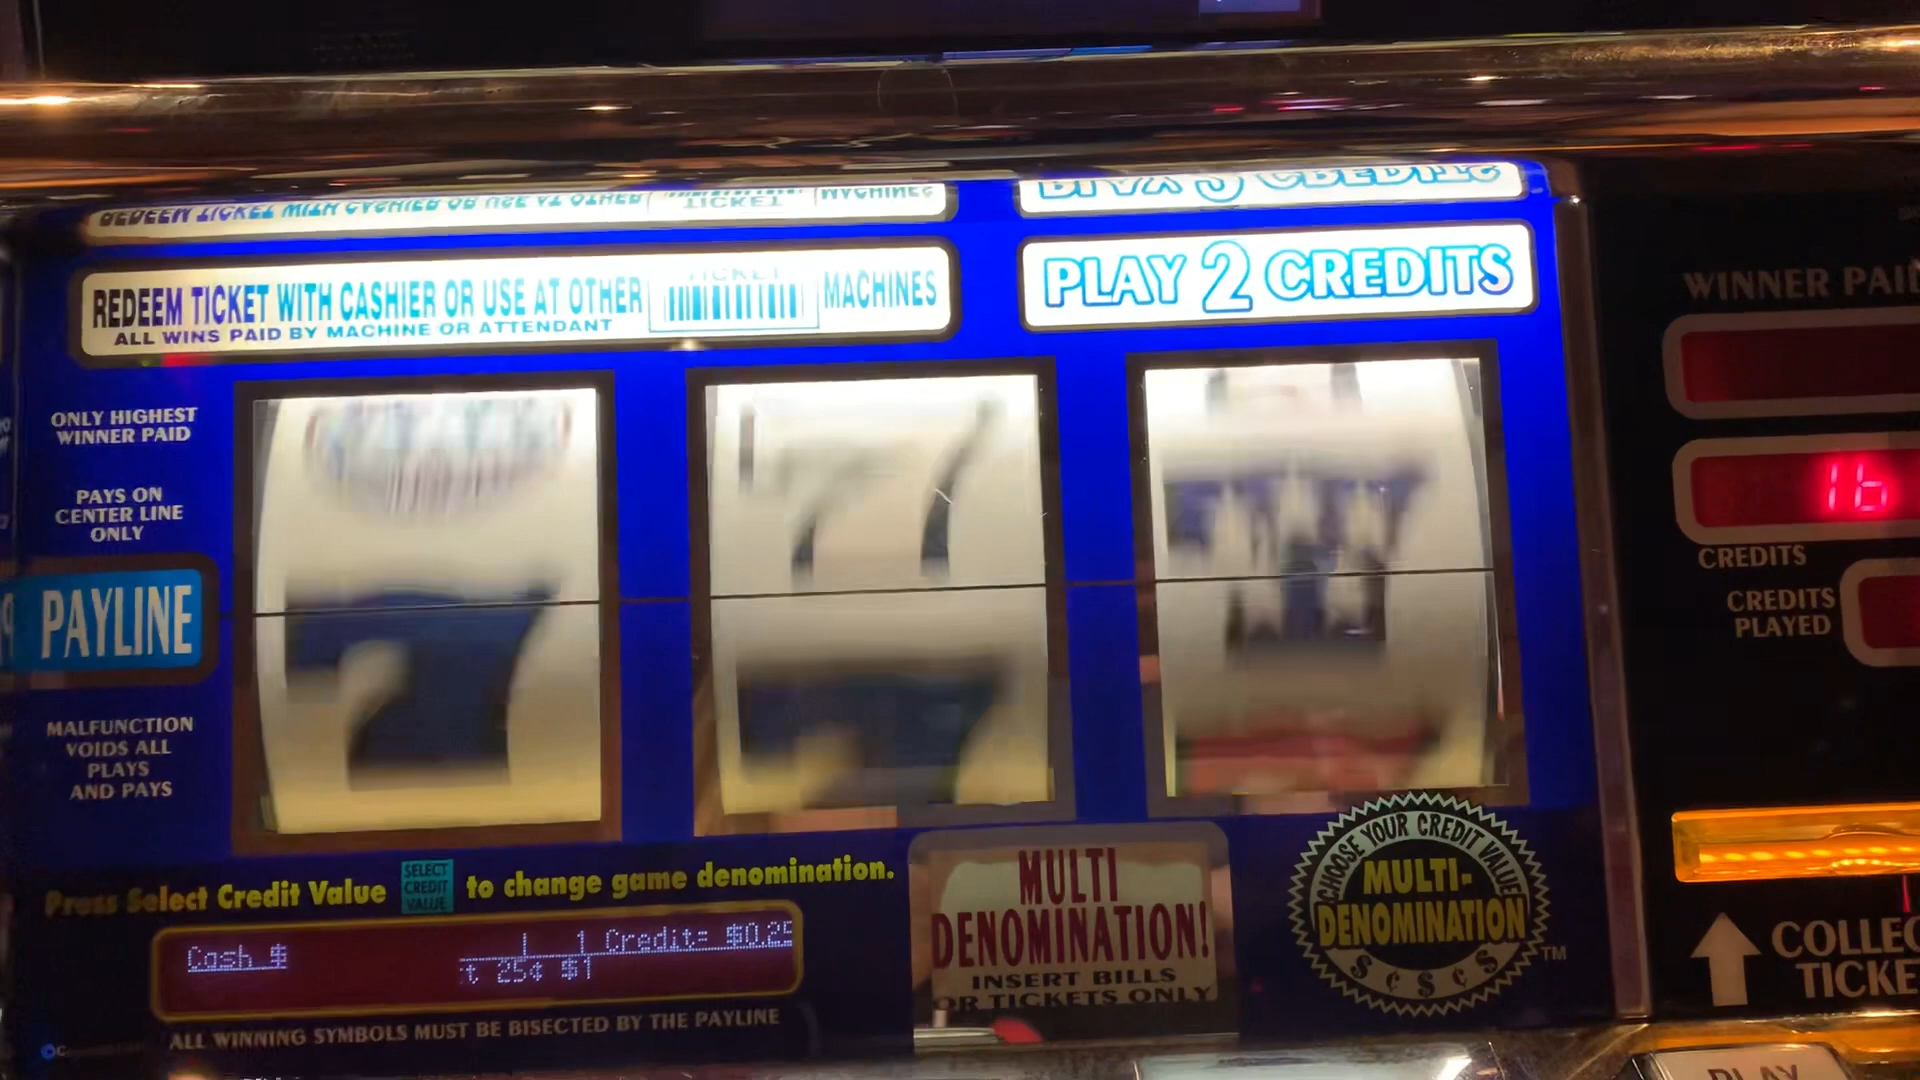 REDEEM TICKET WITH CASHIER OR USE AT OTHER TICKET MACHINES
ALL WINS PAID BY MACHINE OR ATTENDANT
PLAY 2 CREDITS
ONLY HIGHEST
WINNER PAID
PAYS ON
CENTER LINE
ONLY
PAYLINE
MALFUNCTION
VOIDS ALL
PLAYS
AND PAYS
WINNER PAID
16
CREDITS
CREDITS
PLAYED
Press Select Credit Value SELECT CREDIT VALUE to change game denomination.
Cash $ 1 Credit= $0.25
25¢ $1
ALL WINNING SYMBOLS MUST BE BISECTED BY THE PAYLINE
MULTI
DENOMINATION!
INSERT BILLS
OR TICKETS ONLY
CHOOSE YOUR CREDIT VALUE
MULTI-
DENOMINATION
$ ¢ $ ¢ $
TM
COLLEC
TICKE
PLAY